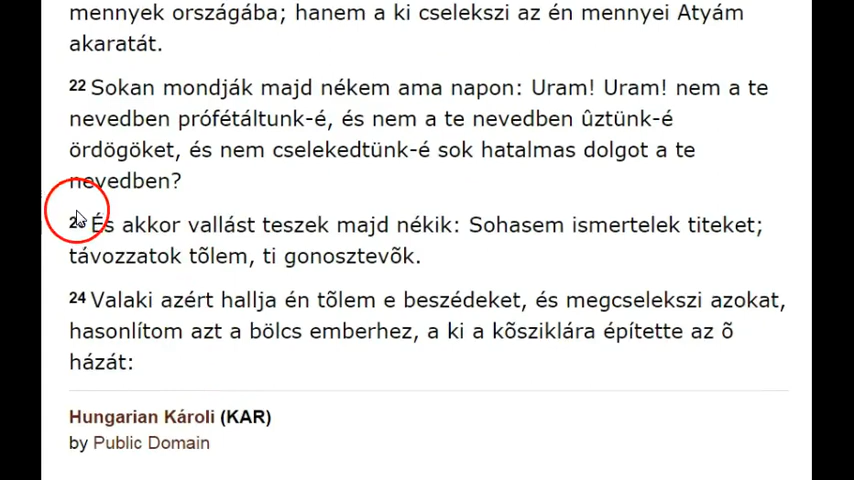 mennyek országába; hanem a ki cselekszi az én mennyei Atyám
akaratát.
22 Sokan mondják majd nékem ama napon: Uram! Uram! nem a te
nevedben prófétáltunk-é, és nem a te nevedben ûztünk-é
ördögöket, és nem cselekedtünk-é sok hatalmas dolgot a te
nevedben?
És akkor vallást teszek majd nékik: Sohasem ismertelek titeket;
távozzatok tõlem, ti gonosztevõk.
24 Valaki azért hallja én tõlem e beszédeket, és megcselekszi azokat,
hasonlítom azt a bölcs emberhez, a ki a kõsziklára építette az õ
házát:
Hungarian Károli (KAR)
by Public Domain